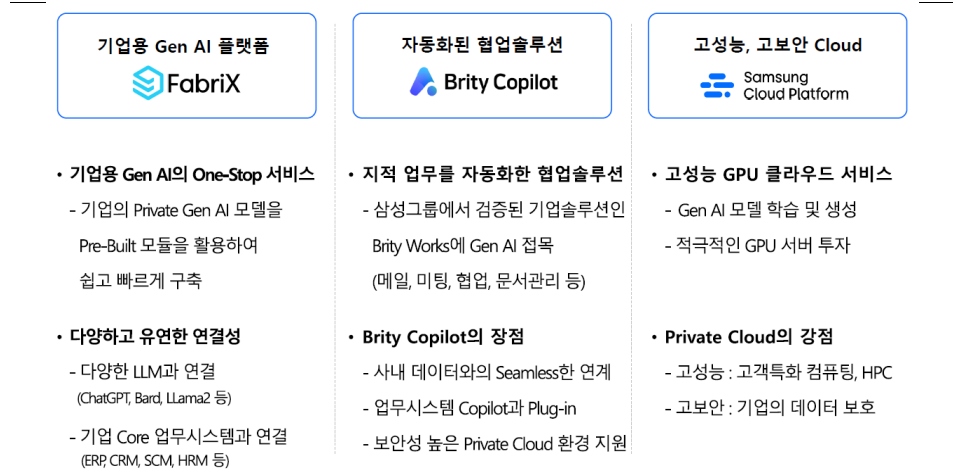 기업용 Gen AI 플랫폼
FabriX
• 기업용 Gen AI의 One-Stop 서비스
- 기업의 Private Gen AI 모델을
Pre-Built 모듈을 활용하여
쉽고 빠르게 구축
• 다양하고 유연한 연결성
- 다양한 LLM과 연결
(ChatGPT, Bard, LLama2 등)
- 기업 Core 업무시스템과 연결
(ERP, CRM, SCM, HRM 등)
자동화된 협업솔루션
Brity Copilot
• 지적 업무를 자동화한 협업솔루션
- 삼성그룹에서 검증된 기업솔루션인
Brity Works에 Gen AI 접목
(메일, 미팅, 협업, 문서관리 등)
• Brity Copilot의 장점
- 사내 데이터와의 Seamless한 연계
- 업무시스템 Copilot과 Plug-in
- 보안성 높은 Private Cloud 환경 지원
고성능, 고보안 Cloud
Samsung
Cloud Platform
• 고성능 GPU 클라우드 서비스
- Gen AI 모델 학습 및 생성
- 적극적인 GPU 서버 투자
• Private Cloud의 강점
- 고성능 : 고객특화 컴퓨팅, HPC
- 고보안 : 기업의 데이터 보호